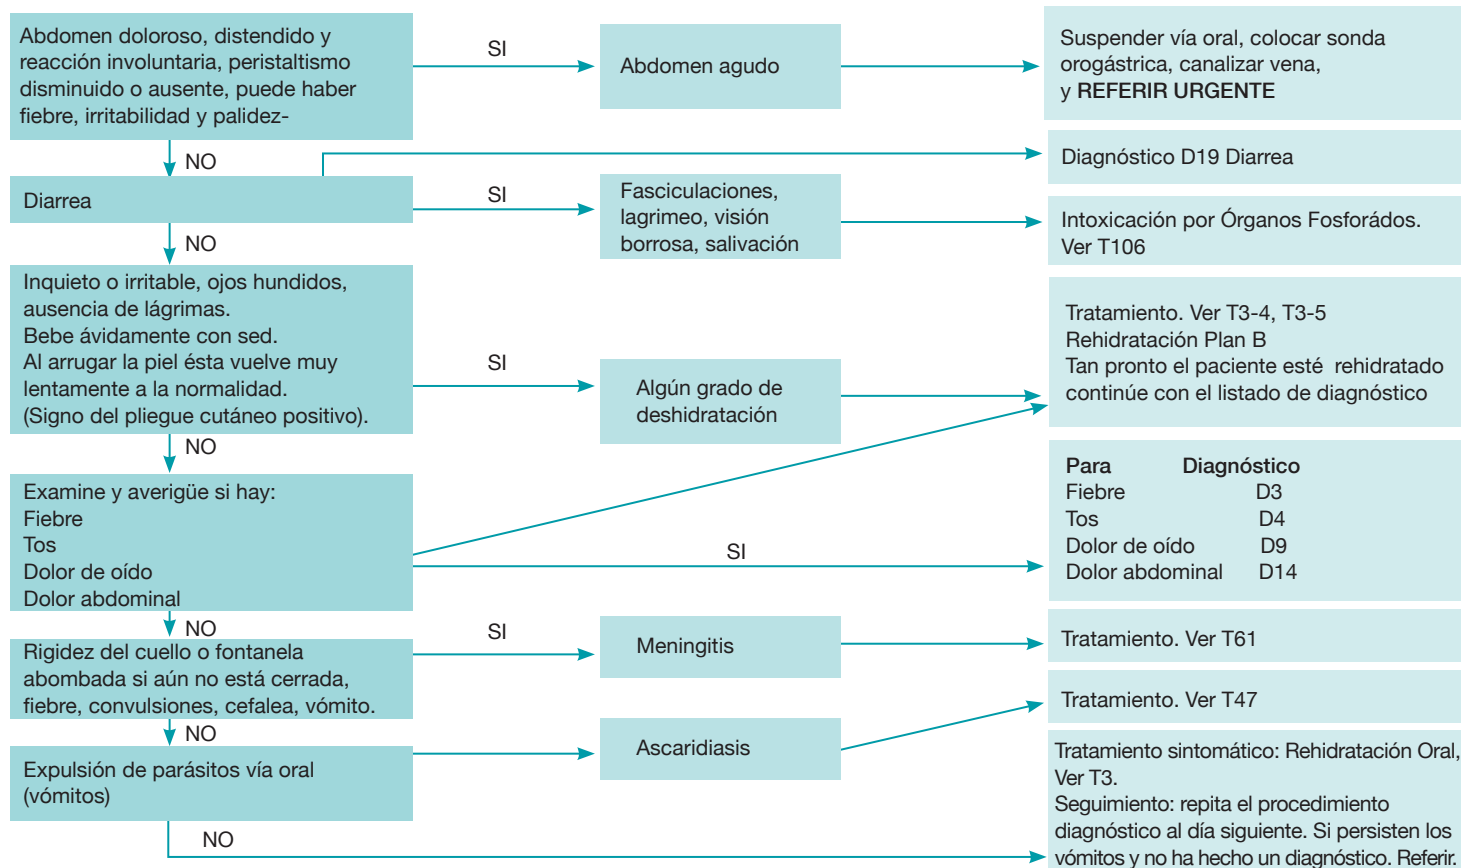 Abdomen doloroso, distendido y
reacción involuntaria, peristaltismo
disminuido o ausente, puede haber
fiebre, irritabilidad y palidez-
SI
Abdomen agudo
Suspender vía oral, colocar sonda
orogástrica, canalizar vena,
y REFERIR URGENTE
NO
Diagnóstico D19 Diarrea
Diarrea
SI
Fasciculaciones,
lagrimeo, visión
borrosa, salivación
Intoxicación por Órganos Fosforádos.
Ver T106
NO
Inquieto o irritable, ojos hundidos,
ausencia de lágrimas.
Bebe ávidamente con sed.
Al arrugar la piel ésta vuelve muy
lentamente a la normalidad.
(Signo del pliegue cutáneo positivo).
SI
Algún grado de
deshidratación
Tratamiento. Ver T3-4, T3-5
Rehidratación Plan B
Tan pronto el paciente esté rehidratado
continúe con el listado de diagnóstico
NO
Examine y averigüe si hay:
Fiebre
Tos
Dolor de oído
Dolor abdominal
SI
Para Diagnóstico
Fiebre D3
Tos D4
Dolor de oído D9
Dolor abdominal D14
NO
Rigidez del cuello o fontanela
abombada si aún no está cerrada,
fiebre, convulsiones, cefalea, vómito.
SI
Meningitis
Tratamiento. Ver T61
NO
Expulsión de parásitos vía oral
(vómitos)
Ascaridiasis
Tratamiento. Ver T47
NO
Tratamiento sintomático: Rehidratación Oral,
Ver T3.
Seguimiento: repita el procedimiento
diagnóstico al día siguiente. Si persisten los
vómitos y no ha hecho un diagnóstico. Referir.